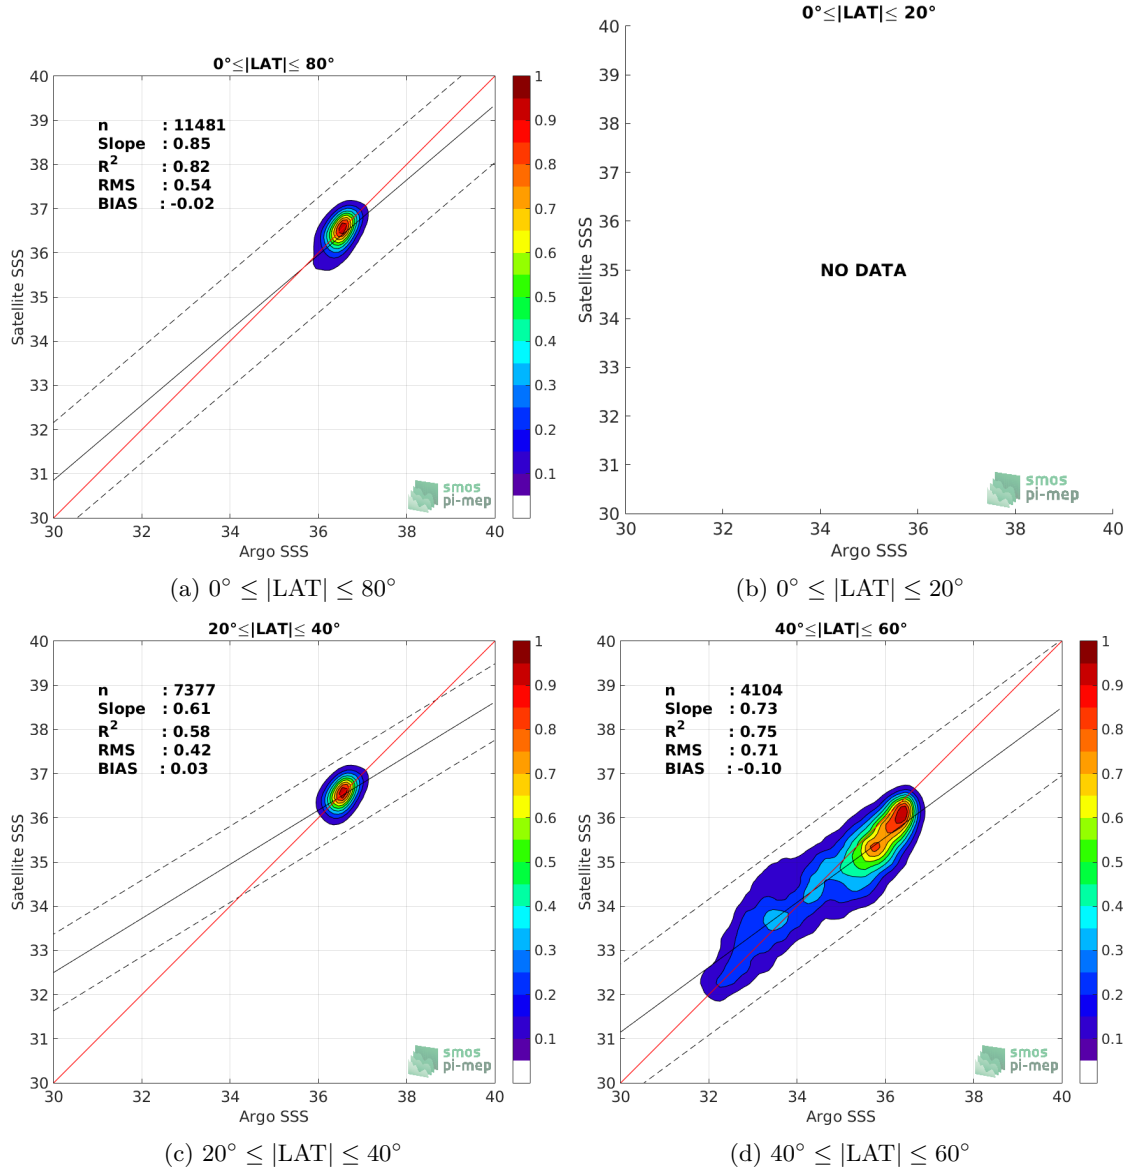 0°≤|LAT|≤ 80°
40
39
38
37
36
35
34
33
32
31
30
Satellite SSS
n : 11481
Slope : 0.85
R2 : 0.82
RMS : 0.54
BIAS : -0.02
smos
pi-mep
30 32 34 36 38 40
Argo SSS
1
0.9
0.8
0.7
0.6
0.5
0.4
0.3
0.2
0.1
(a) 0° ≤ |LAT| ≤ 80°
0°≤|LAT|≤ 20°
40
39
38
37
36
35
34
33
32
31
30
Satellite SSS
NO DATA
smos
pi-mep
30 32 34 36 38 40
Argo SSS
(b) 0° ≤ |LAT| ≤ 20°
20°≤|LAT|≤ 40°
40
39
38
37
36
35
34
33
32
31
30
Satellite SSS
n : 7377
Slope : 0.61
R2 : 0.58
RMS : 0.42
BIAS : 0.03
smos
pi-mep
30 32 34 36 38 40
Argo SSS
1
0.9
0.8
0.7
0.6
0.5
0.4
0.3
0.2
0.1
(c) 20° ≤ |LAT| ≤ 40°
40°≤|LAT|≤ 60°
40
39
38
37
36
35
34
33
32
31
30
Satellite SSS
n : 4104
Slope : 0.73
R2 : 0.75
RMS : 0.71
BIAS : -0.10
smos
pi-mep
30 32 34 36 38 40
Argo SSS
1
0.9
0.8
0.7
0.6
0.5
0.4
0.3
0.2
0.1
(d) 40° ≤ |LAT| ≤ 60°